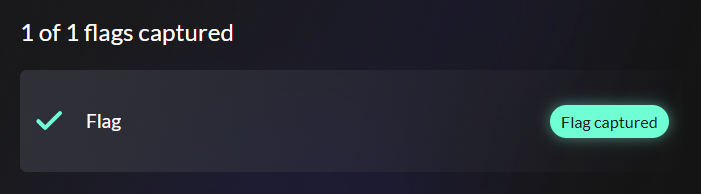 1 of 1 flags captured
Flag
Flag captured